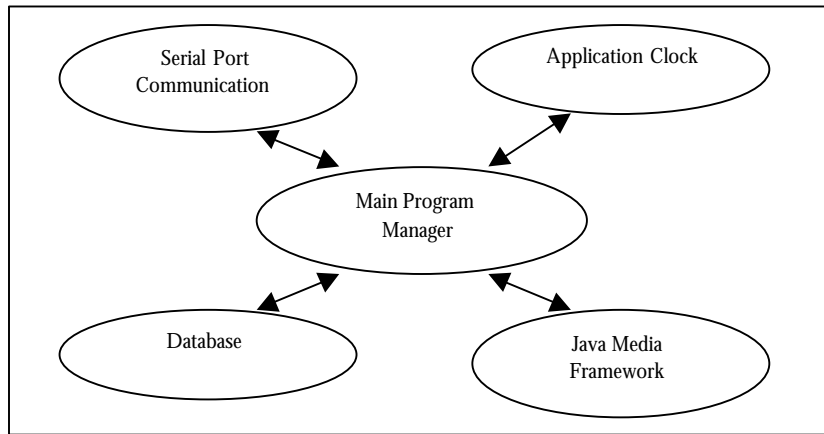 Serial Port
Communication
Application Clock
Main Program
Manager
Database
Java Media
Framework